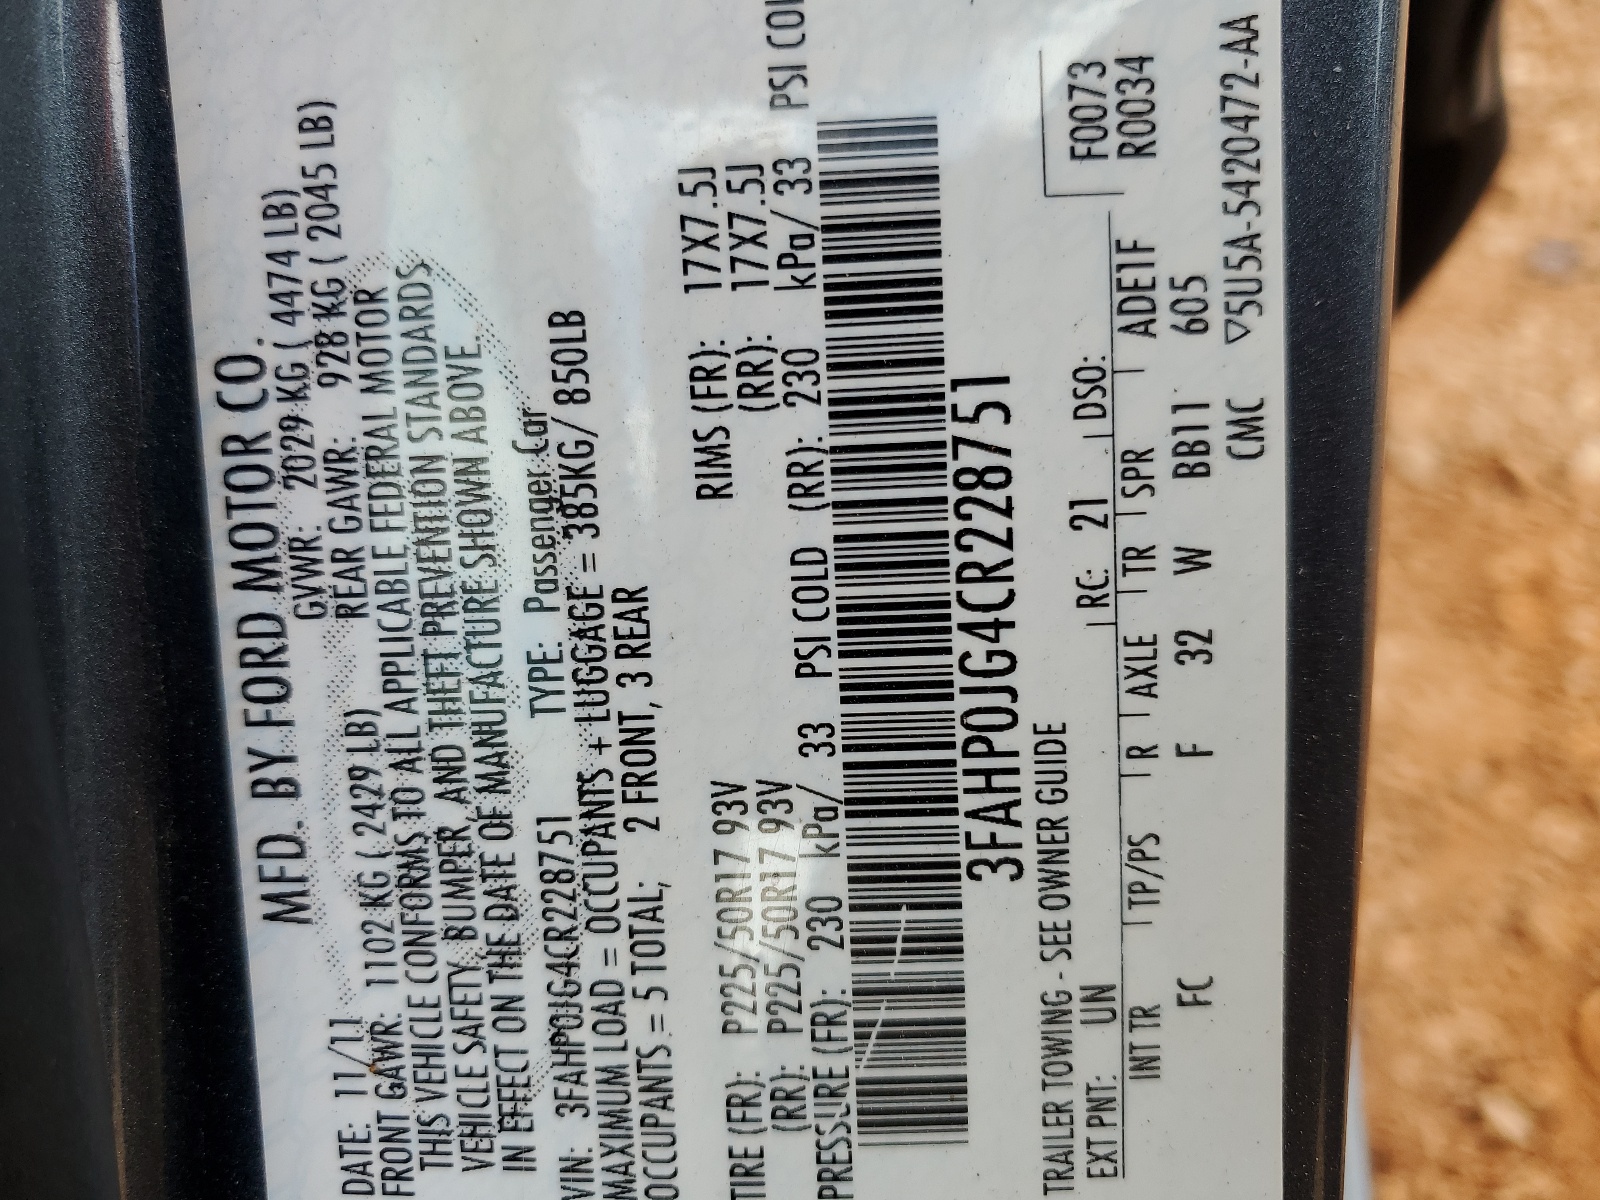 MFD. BY FORD MOTOR CO.
DATE: 11/11 GVWR: 2029 KG ( 4474 LB)
FRONT GAWR: 1102 KG ( 2429 LB) REAR GAWR: 928 KG ( 2045 LB)
THIS VEHICLE CONFORMS TO ALL APPLICABLE FEDERAL MOTOR
VEHICLE SAFETY, BUMPER, AND THEFT PREVENTION STANDARDS
IN EFFECT ON THE DATE OF MANUFACTURE SHOWN ABOVE.
VIN: 3FAHP0JG4CR228751 TYPE: Passenger Car
MAXIMUM LOAD = OCCUPANTS + LUGGAGE = 385KG/ 850LB
OCCUPANTS = 5 TOTAL; 2 FRONT, 3 REAR
TIRE (FR): P225/50R17 93V RIMS (FR): 17X7.5J
(RR): P225/50R17 93V (RR): 17X7.5J
PRESSURE (FR): 230 kPa/ 33 PSI COLD (RR): 230 kPa/ 33 PSI COL
3FAHP0JG4CR228751
TRAILER TOWING - SEE OWNER GUIDE
F0073
R0034
EXT PNT: UN RC: 21 DSO:
INT TR TP/PS R AXLE TR SPR ADE1F
FC F 32 W BB11 605
CMC ▽5U5A-5420472-AA